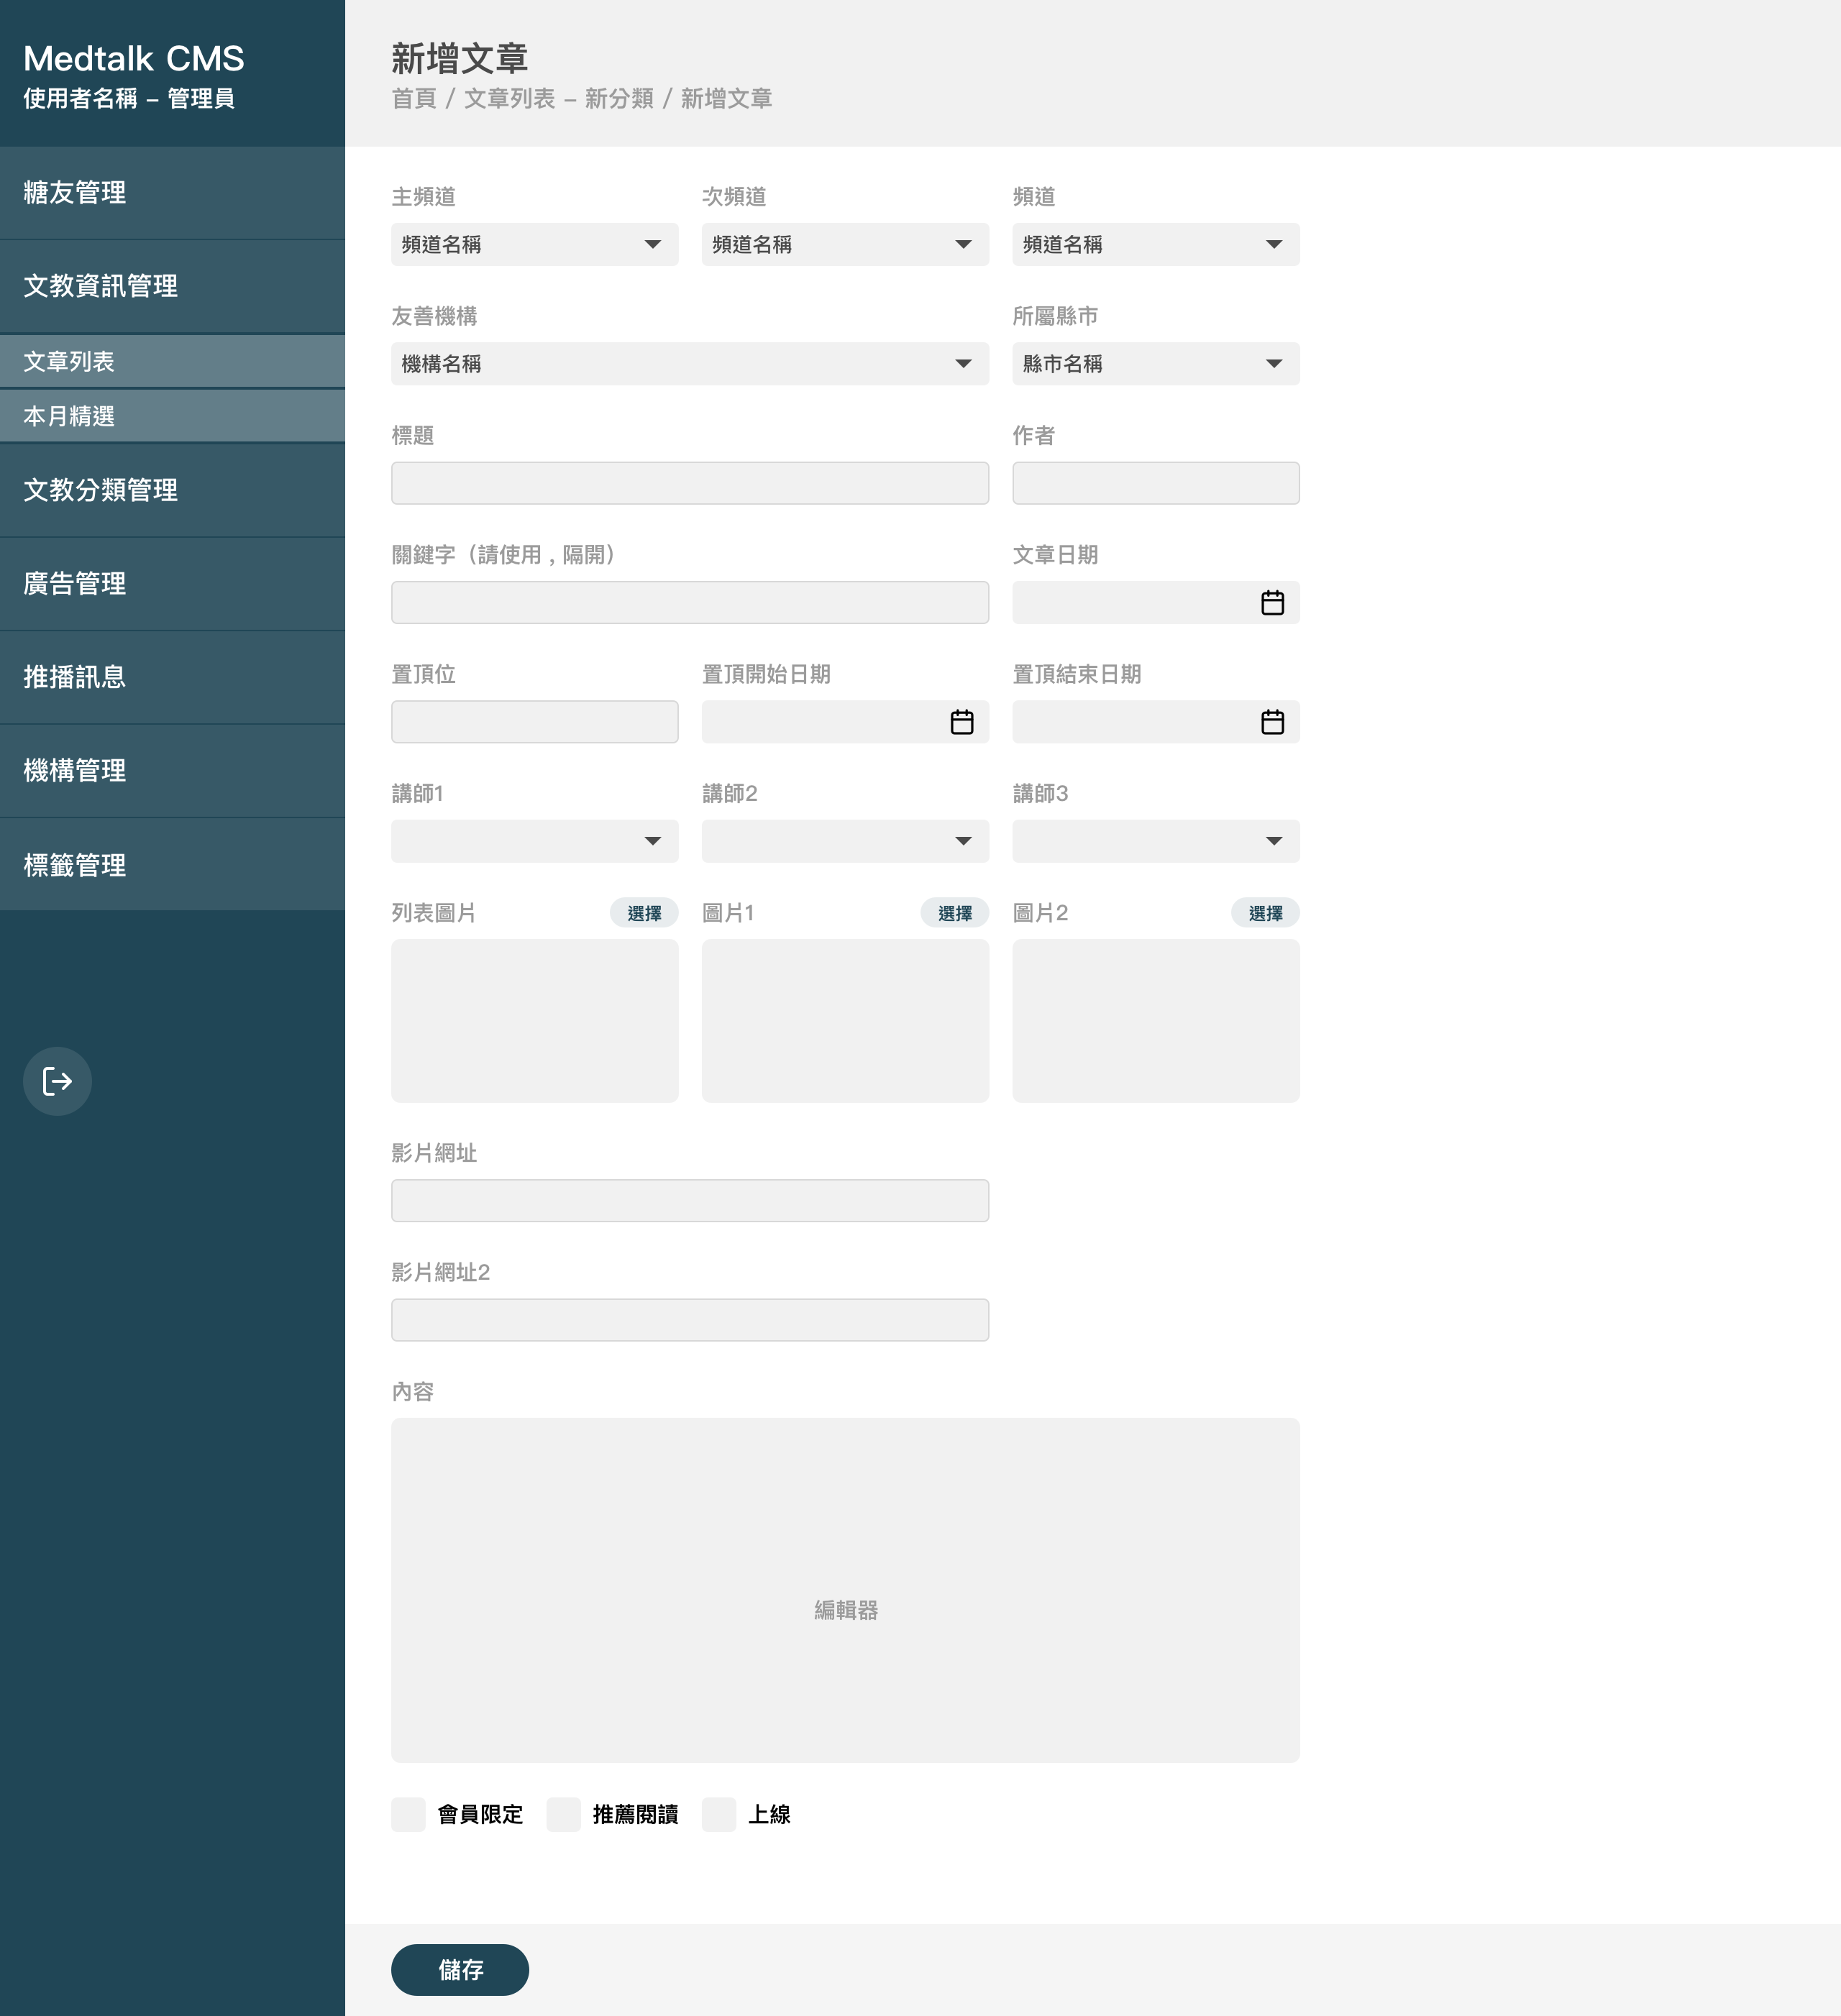 Medtalk CMS
使用者名稱 – 管理員
糖友管理
文教資訊管理
文章列表
本月精選
文教分類管理
廣告管理
推播訊息
機構管理
標籤管理
新增文章
首頁 / 文章列表 – 新分類 / 新增文章
主頻道 次頻道 頻道
頻道名稱 頻道名稱 頻道名稱
友善機構 所屬縣市
機構名稱 縣市名稱
標題 作者
關鍵字（請使用 , 隔開） 文章日期
置頂位 置頂開始日期 置頂結束日期
講師1 講師2 講師3
列表圖片 選擇 圖片1 選擇 圖片2 選擇
影片網址
影片網址2
內容
編輯器
會員限定 推薦閱讀 上線
儲存